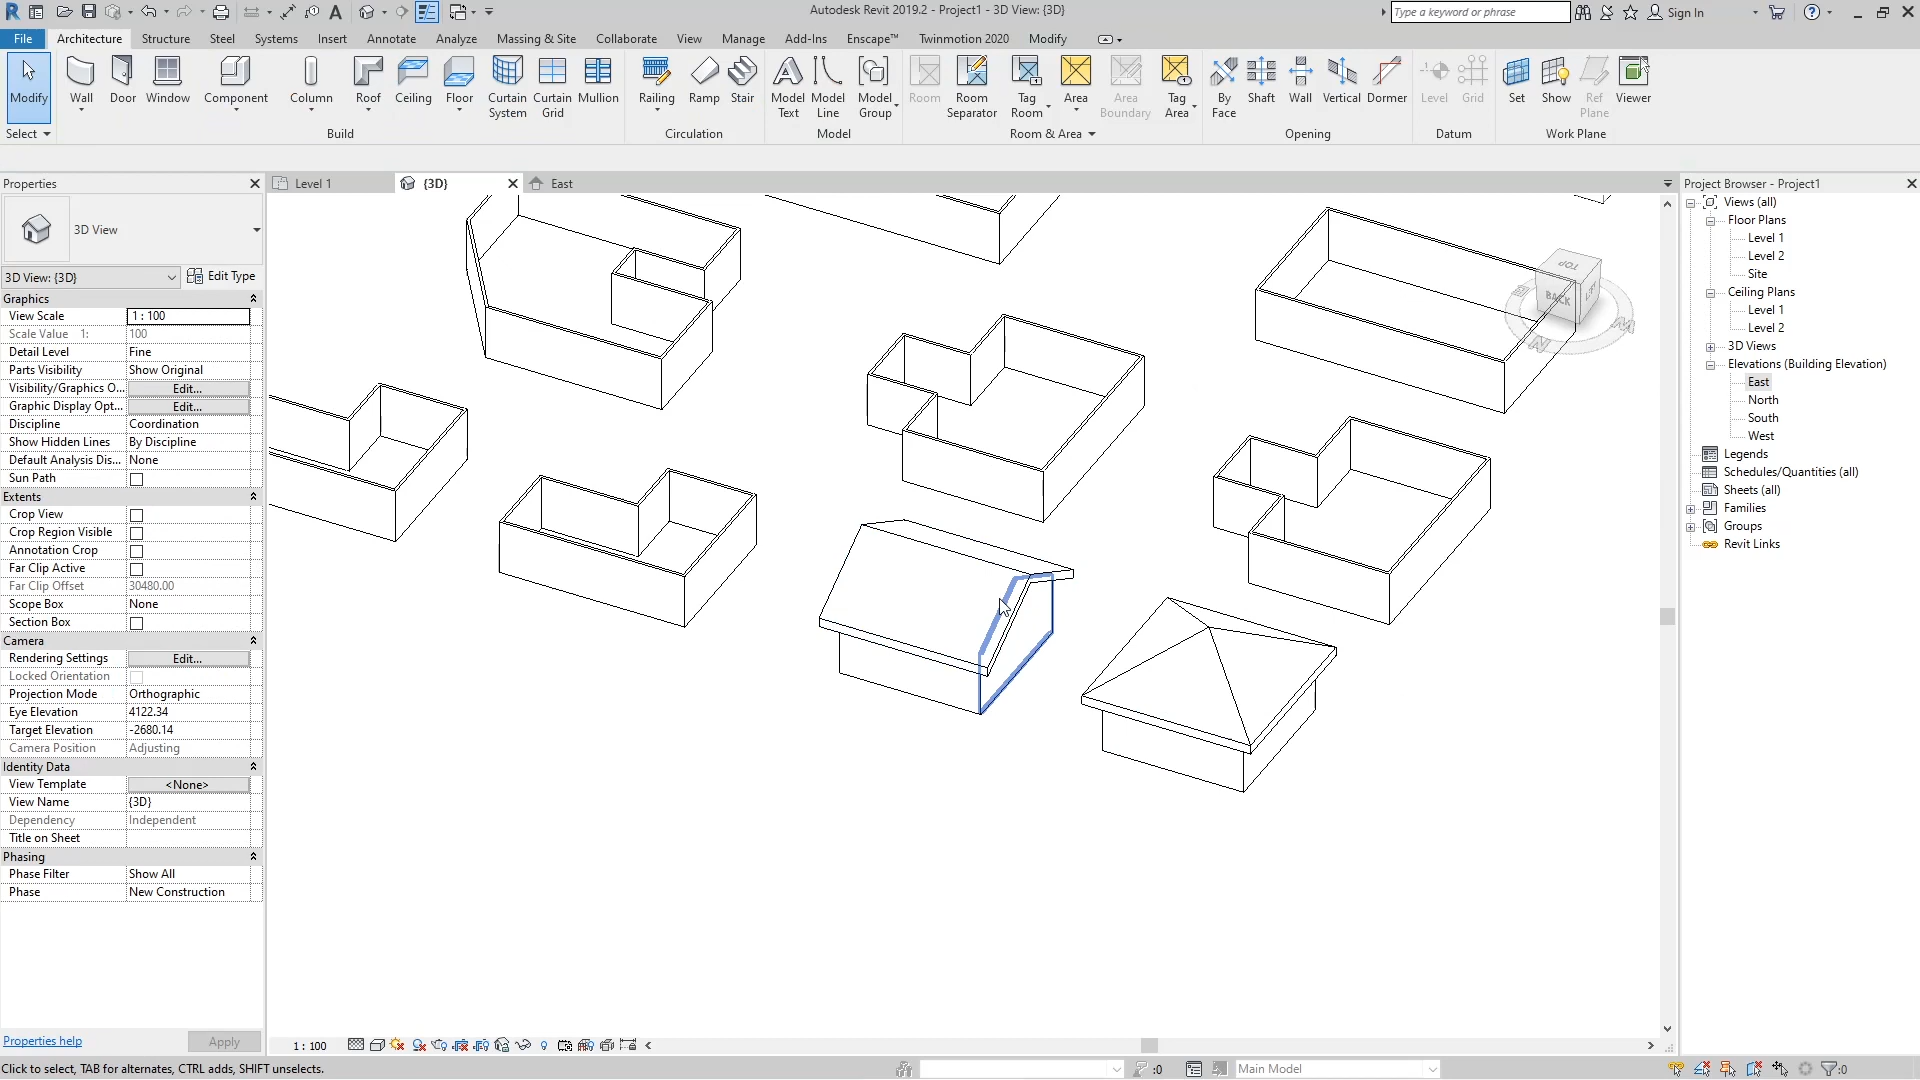 Autodesk Revit 2019.2 - Project1 - 3D View: {3D}
Type a keyword or phrase
Sign In
File Architecture Structure Steel Systems Insert Annotate Analyze Massing & Site Collaborate View Manage Add-Ins Enscape™ Twinmotion 2020 Modify
Modify Wall Door Window Component Column Roof Ceiling Floor Curtain System Curtain Grid Mullion Railing Ramp Stair Model Text Model Line Model Group Room Room Separator Tag Room Area Area Boundary Tag Area By Face Shaft Wall Vertical Dormer Level Grid Set Show Ref Plane Viewer
Select Build Circulation Model Room & Area Opening Datum Work Plane
Properties
Level 1 {3D} East
Project Browser - Project1
3D View
3D View: {3D} Edit Type
Graphics
View Scale 1 : 100
Scale Value 1: 100
Detail Level Fine
Parts Visibility Show Original
Visibility/Graphics O... Edit...
Graphic Display Opt... Edit...
Discipline Coordination
Show Hidden Lines By Discipline
Default Analysis Dis... None
Sun Path
Extents
Crop View
Crop Region Visible
Annotation Crop
Far Clip Active
Far Clip Offset 30480.00
Scope Box None
Section Box
Camera
Rendering Settings Edit...
Locked Orientation
Projection Mode Orthographic
Eye Elevation 4122.34
Target Elevation -2680.14
Camera Position Adjusting
Identity Data
View Template <None>
View Name {3D}
Dependency Independent
Title on Sheet
Phasing
Phase Filter Show All
Phase New Construction
Properties help Apply
TOP
BACK
N
Views (all)
Floor Plans
Level 1
Level 2
Site
Ceiling Plans
Level 1
Level 2
3D Views
Elevations (Building Elevation)
East
North
South
West
Legends
Schedules/Quantities (all)
Sheets (all)
Families
Groups
Revit Links
1 : 100
Click to select, TAB for alternates, CTRL adds, SHIFT unselects.
:0
Main Model
:0